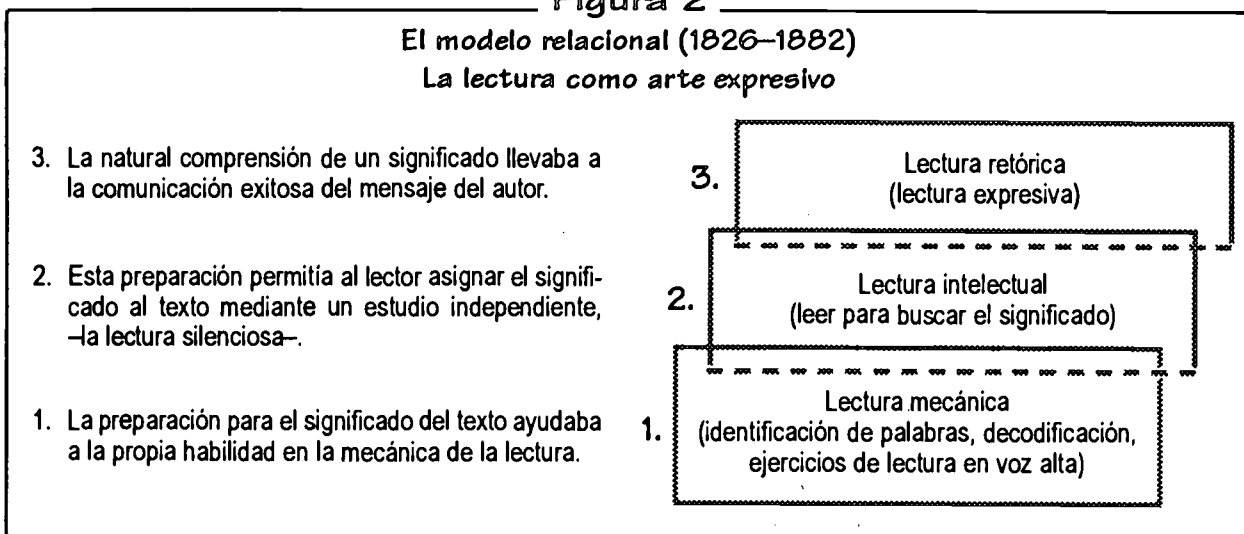 Figura 2
El modelo relacional (1826–1882)
La lectura como arte expresivo
3. La natural comprensión de un significado llevaba a
la comunicación exitosa del mensaje del autor.
2. Esta preparación permitía al lector asignar el signifi-
cado al texto mediante un estudio independiente,
–la lectura silenciosa–.
1. La preparación para el significado del texto ayudaba
a la propia habilidad en la mecánica de la lectura.
3.
Lectura retórica
(lectura expresiva)
2.
Lectura intelectual
(leer para buscar el significado)
1.
Lectura mecánica
(identificación de palabras, decodificación,
ejercicios de lectura en voz alta)